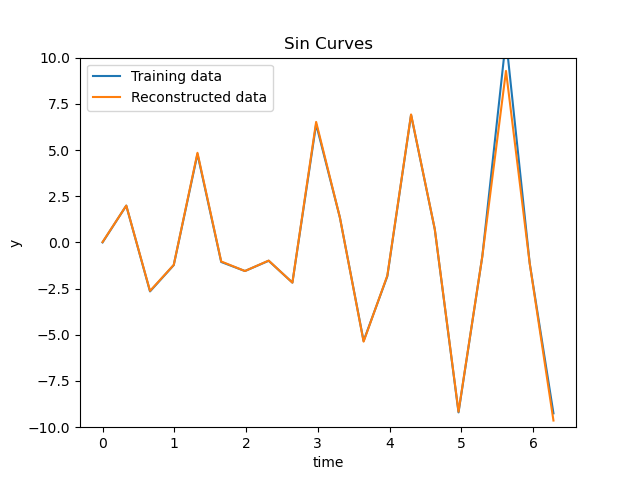 Sin Curves
Training data
Reconstructed data
10.0
7.5
5.0
2.5
0.0
−2.5
−5.0
−7.5
−10.0
y
0 1 2 3 4 5 6
time